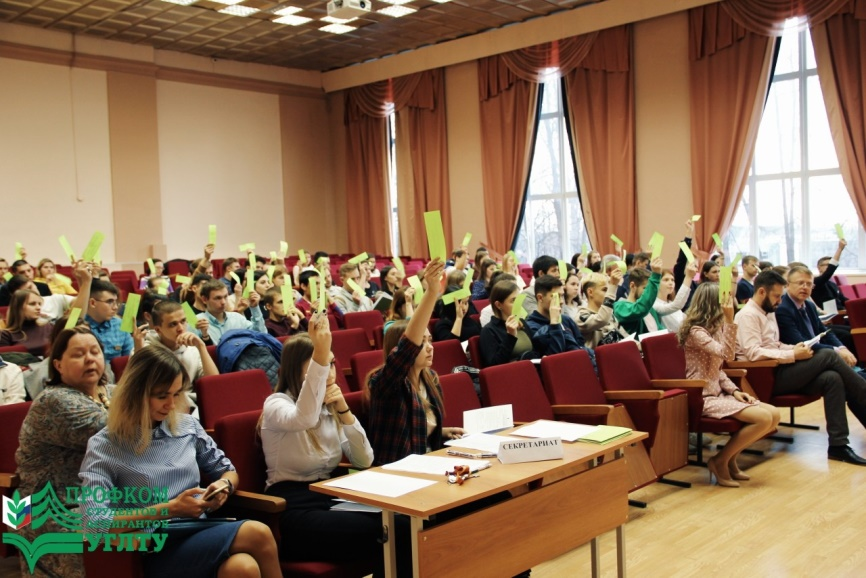 СЕКРЕТАРИАТ
ПРОФКОМ
СТУДЕНТОВ И
АСПИРАНТОВ
УГЛТУ